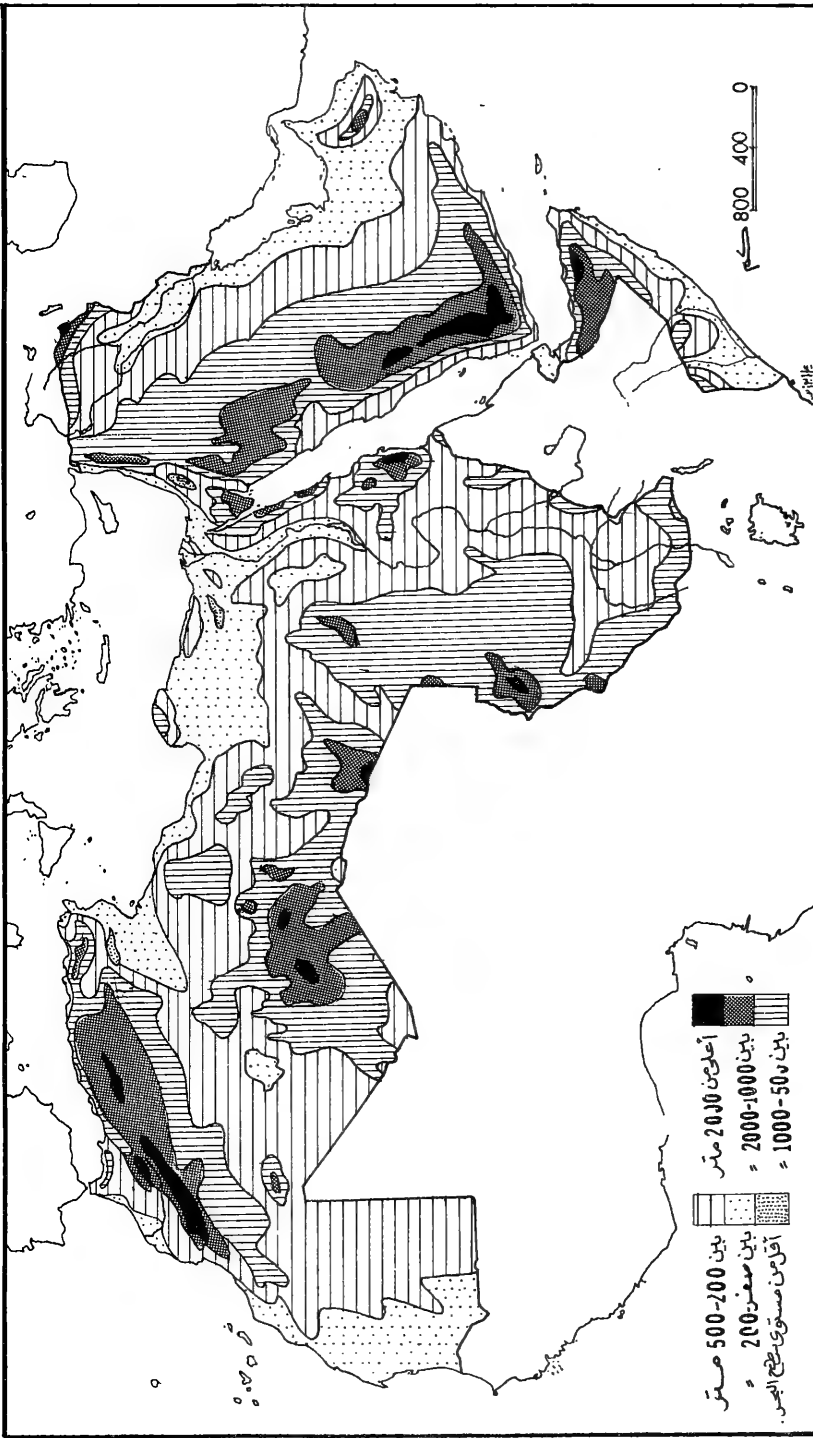 800 400 0
كم
أعلى من 2000 متر
بين 1000-2000 =
بين 500-1000 =
بين 200-500 متر
بين صفر-200 =
أقل من مستوى سطح البحر.